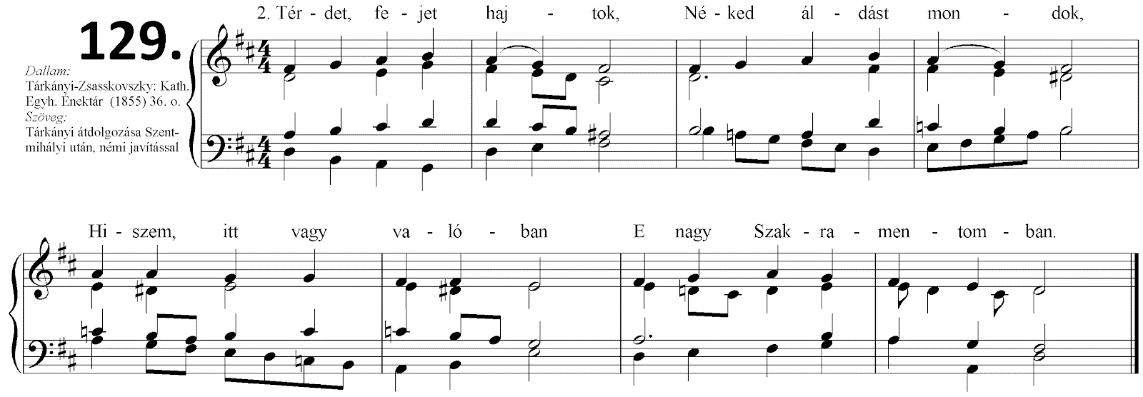 2. Tér - det, fe - jet haj - tok, Né - ked ál - dást mon - dok,
129.
Dallam:
Tárkányi-Zsasskovszky: Kath.
Egyh. Énektár (1855) 36. o.
Szöveg:
Tárkányi átdolgozása Szent-
mihályi után, némi javítással
Hi - szem, itt vagy va - ló - ban E nagy Szak - ra - men - tom - ban.